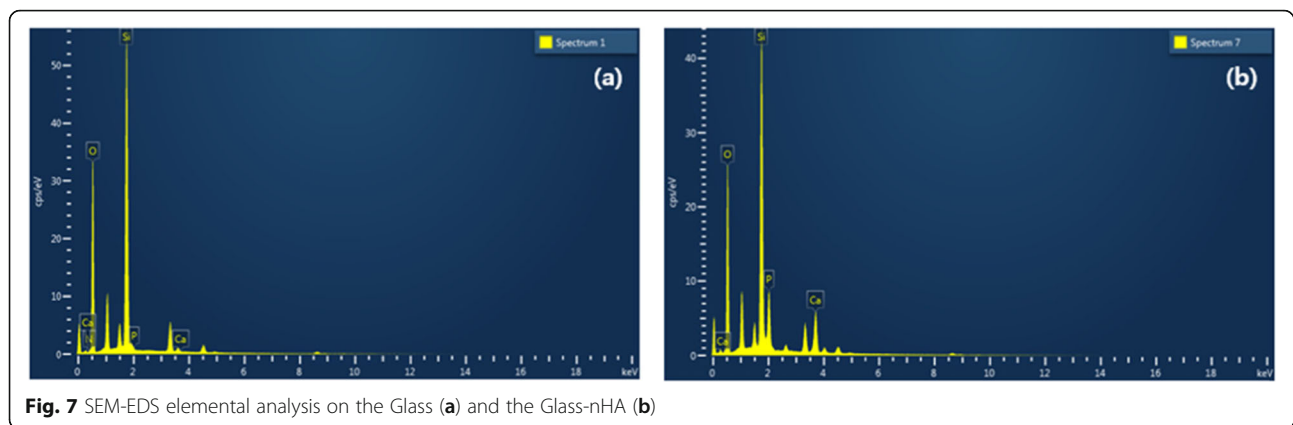 Spectrum 1
(a)
cps/eV
50
40
30
20
10
0
Si
O
Ca
N
P
Ca
0 2 4 6 8 10 12 14 16 18 keV
Spectrum 7
(b)
cps/eV
40
30
20
10
0
Si
O
P
Ca
Ca
0 2 4 6 8 10 12 14 16 18 keV
Fig. 7 SEM-EDS elemental analysis on the Glass (a) and the Glass-nHA (b)